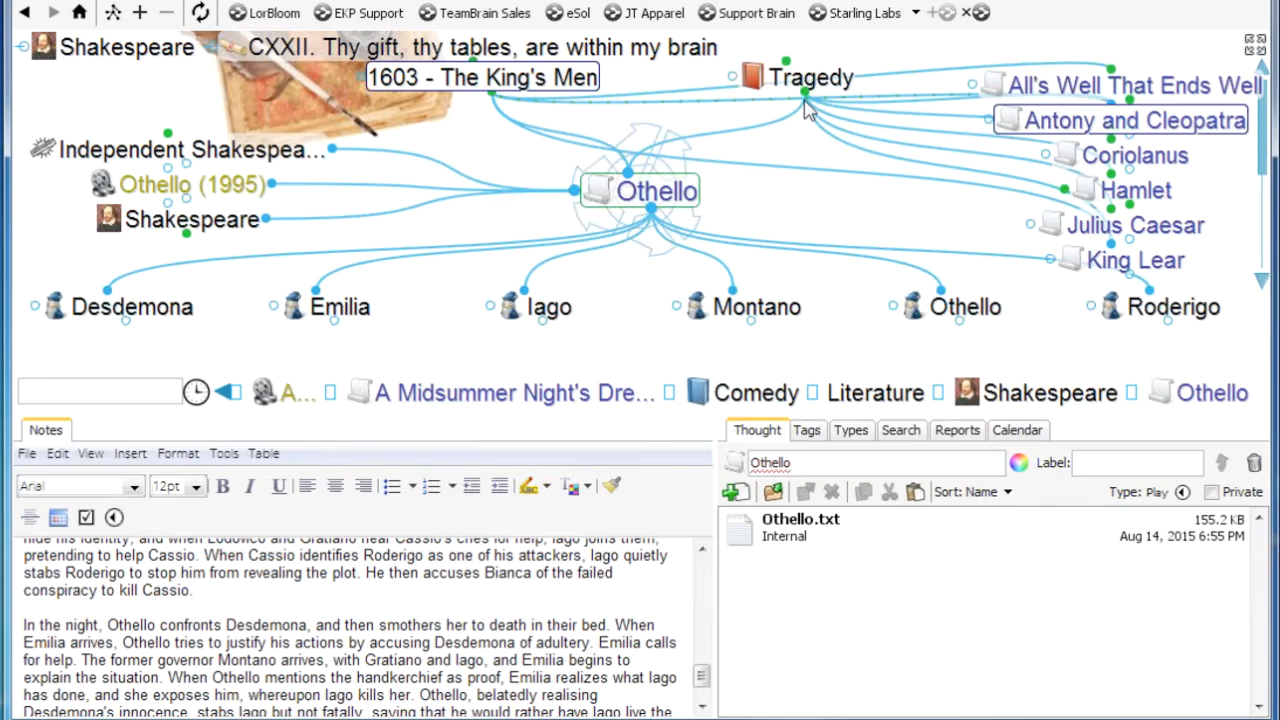 LorBloom EKP Support TeamBrain Sales eSol JT Apparel Support Brain Starling Labs
Shakespeare CXXII. Thy gift, thy tables, are within my brain
1603 - The King's Men
Tragedy
All's Well That Ends Well
Antony and Cleopatra
Coriolanus
Hamlet
Julius Caesar
King Lear
Independent Shakespea...
Othello (1995)
Shakespeare
Othello
Desdemona Emilia Iago Montano Othello Roderigo
A... A Midsummer Night's Dre... Comedy Literature Shakespeare Othello
Notes
File Edit View Insert Format Tools Table
Arial 12pt B I U
hide his identity, and when Lodovico and Gratiano hear Cassio's cries for help, Iago joins them,
pretending to help Cassio. When Cassio identifies Roderigo as one of his attackers, Iago quietly
stabs Roderigo to stop him from revealing the plot. He then accuses Bianca of the failed
conspiracy to kill Cassio.
In the night, Othello confronts Desdemona, and then smothers her to death in their bed. When
Emilia arrives, Othello tries to justify his actions by accusing Desdemona of adultery. Emilia calls
for help. The former governor Montano arrives, with Gratiano and Iago, and Emilia begins to
explain the situation. When Othello mentions the handkerchief as proof, Emilia realizes what Iago
has done, and she exposes him, whereupon Iago kills her. Othello, belatedly realising
Desdemona's innocence, stabs Iago but not fatally, saying that he would rather have Iago live the
Thought Tags Types Search Reports Calendar
Othello Label:
Sort: Name Type: Play Private
Othello.txt 155.2 KB
Internal Aug 14, 2015 6:55 PM